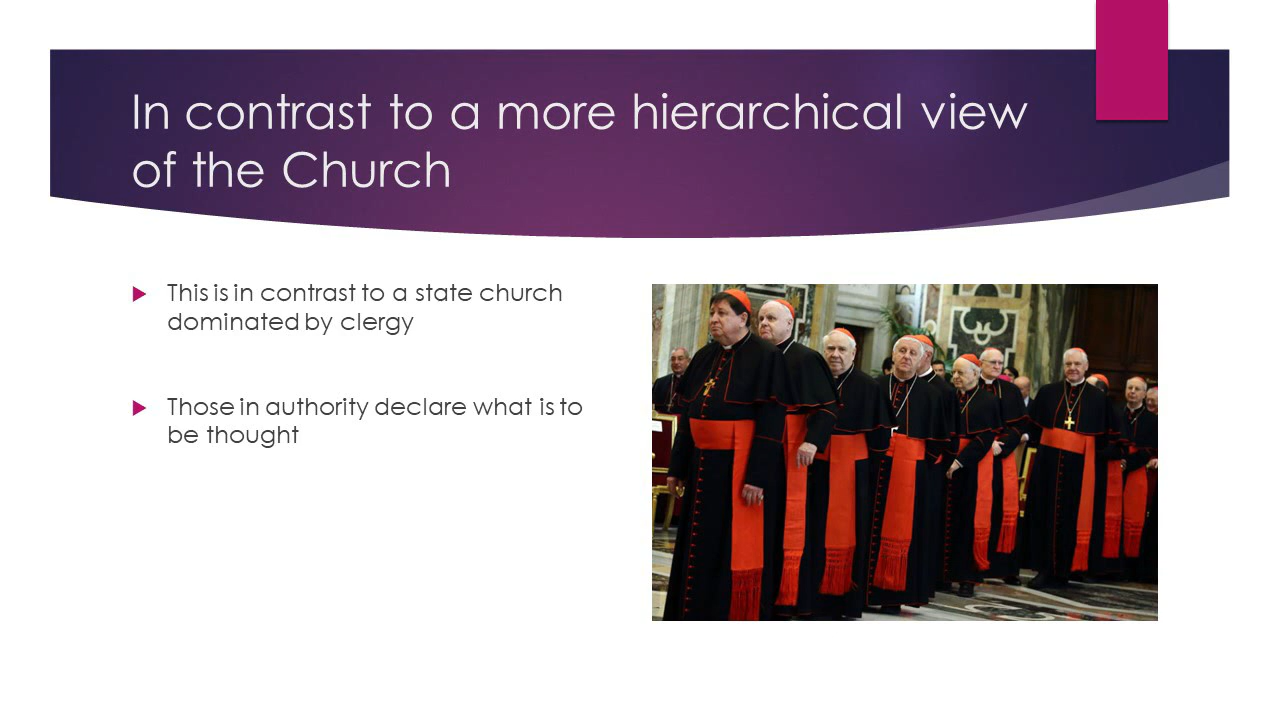 In contrast to a more hierarchical view
of the Church
This is in contrast to a state church
dominated by clergy
Those in authority declare what is to
be thought